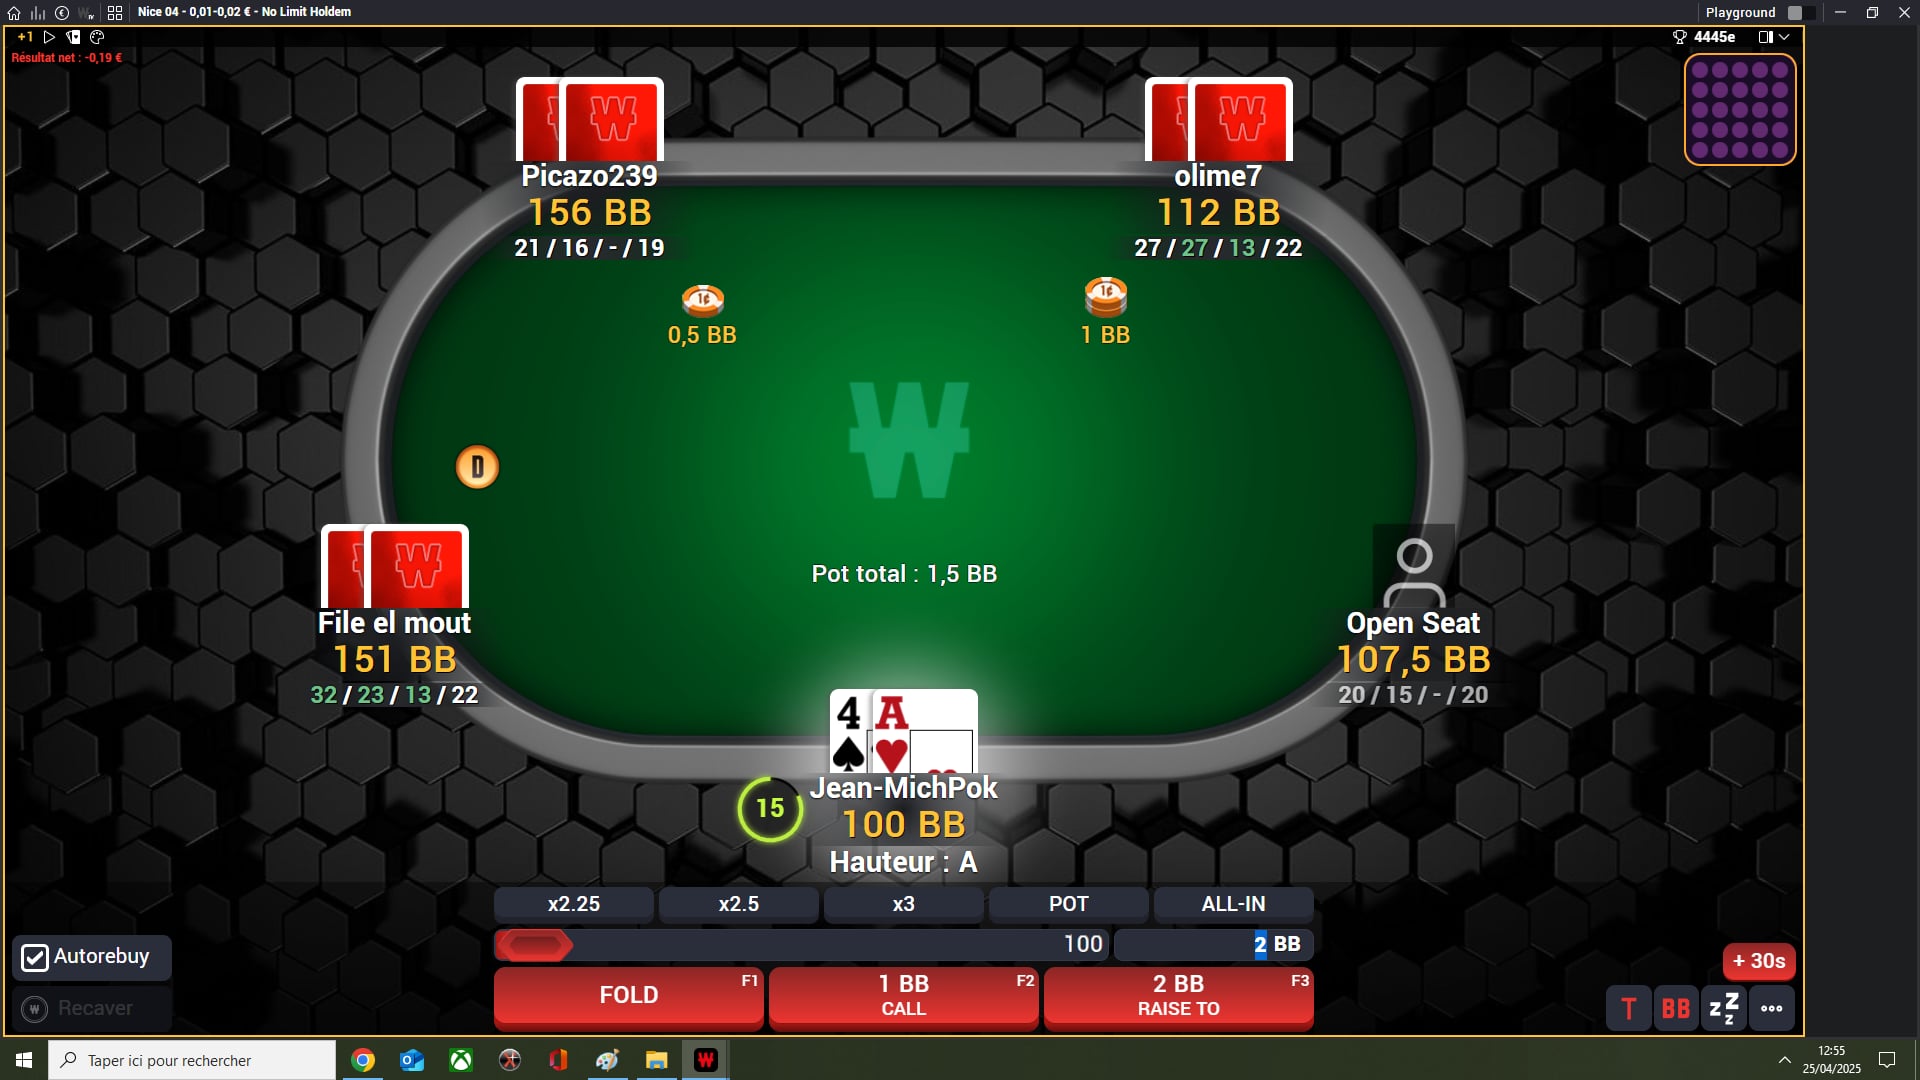 Nice 04 - 0,01-0,02 € - No Limit Holdem
Playground
+1
4445e
Résultat net : -0,19 €
Picazo239
156 BB
21 / 16 / - / 19
olime7
112 BB
27 / 27 / 13 / 22
1¢
0,5 BB
1¢
1 BB
D
W
Pot total : 1,5 BB
File el mout
151 BB
32 / 23 / 13 / 22
Open Seat
107,5 BB
20 / 15 / - / 20
4 A
15
Jean-MichPok
100 BB
Hauteur : A
x2.25 x2.5 x3 POT ALL-IN
100 2 BB
Autorebuy
Recaver
FOLD F1
1 BB F2
CALL
2 BB F3
RAISE TO
+ 30s
T BB zZz
Taper ici pour rechercher
12:55
25/04/2025